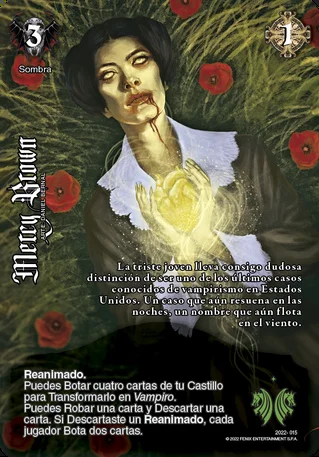 3
1
Sombra
Mercy Brown
ARTE DANIEL BERNAL
La triste joven lleva consigo dudosa
distinción de ser uno de los últimos casos
conocidos de vampirismo en Estados
Unidos. Un caso que aún resuena en las
noches, un nombre que aún flota
en el viento.
Reanimado.
Puedes Botar cuatro cartas de tu Castillo
para Transformarlo en Vampiro.
Puedes Robar una carta y Descartar una
carta. Si Descartaste un Reanimado, cada
jugador Bota dos cartas.
2022- 015
© 2022 FENIX ENTERTAINMENT S.P.A.